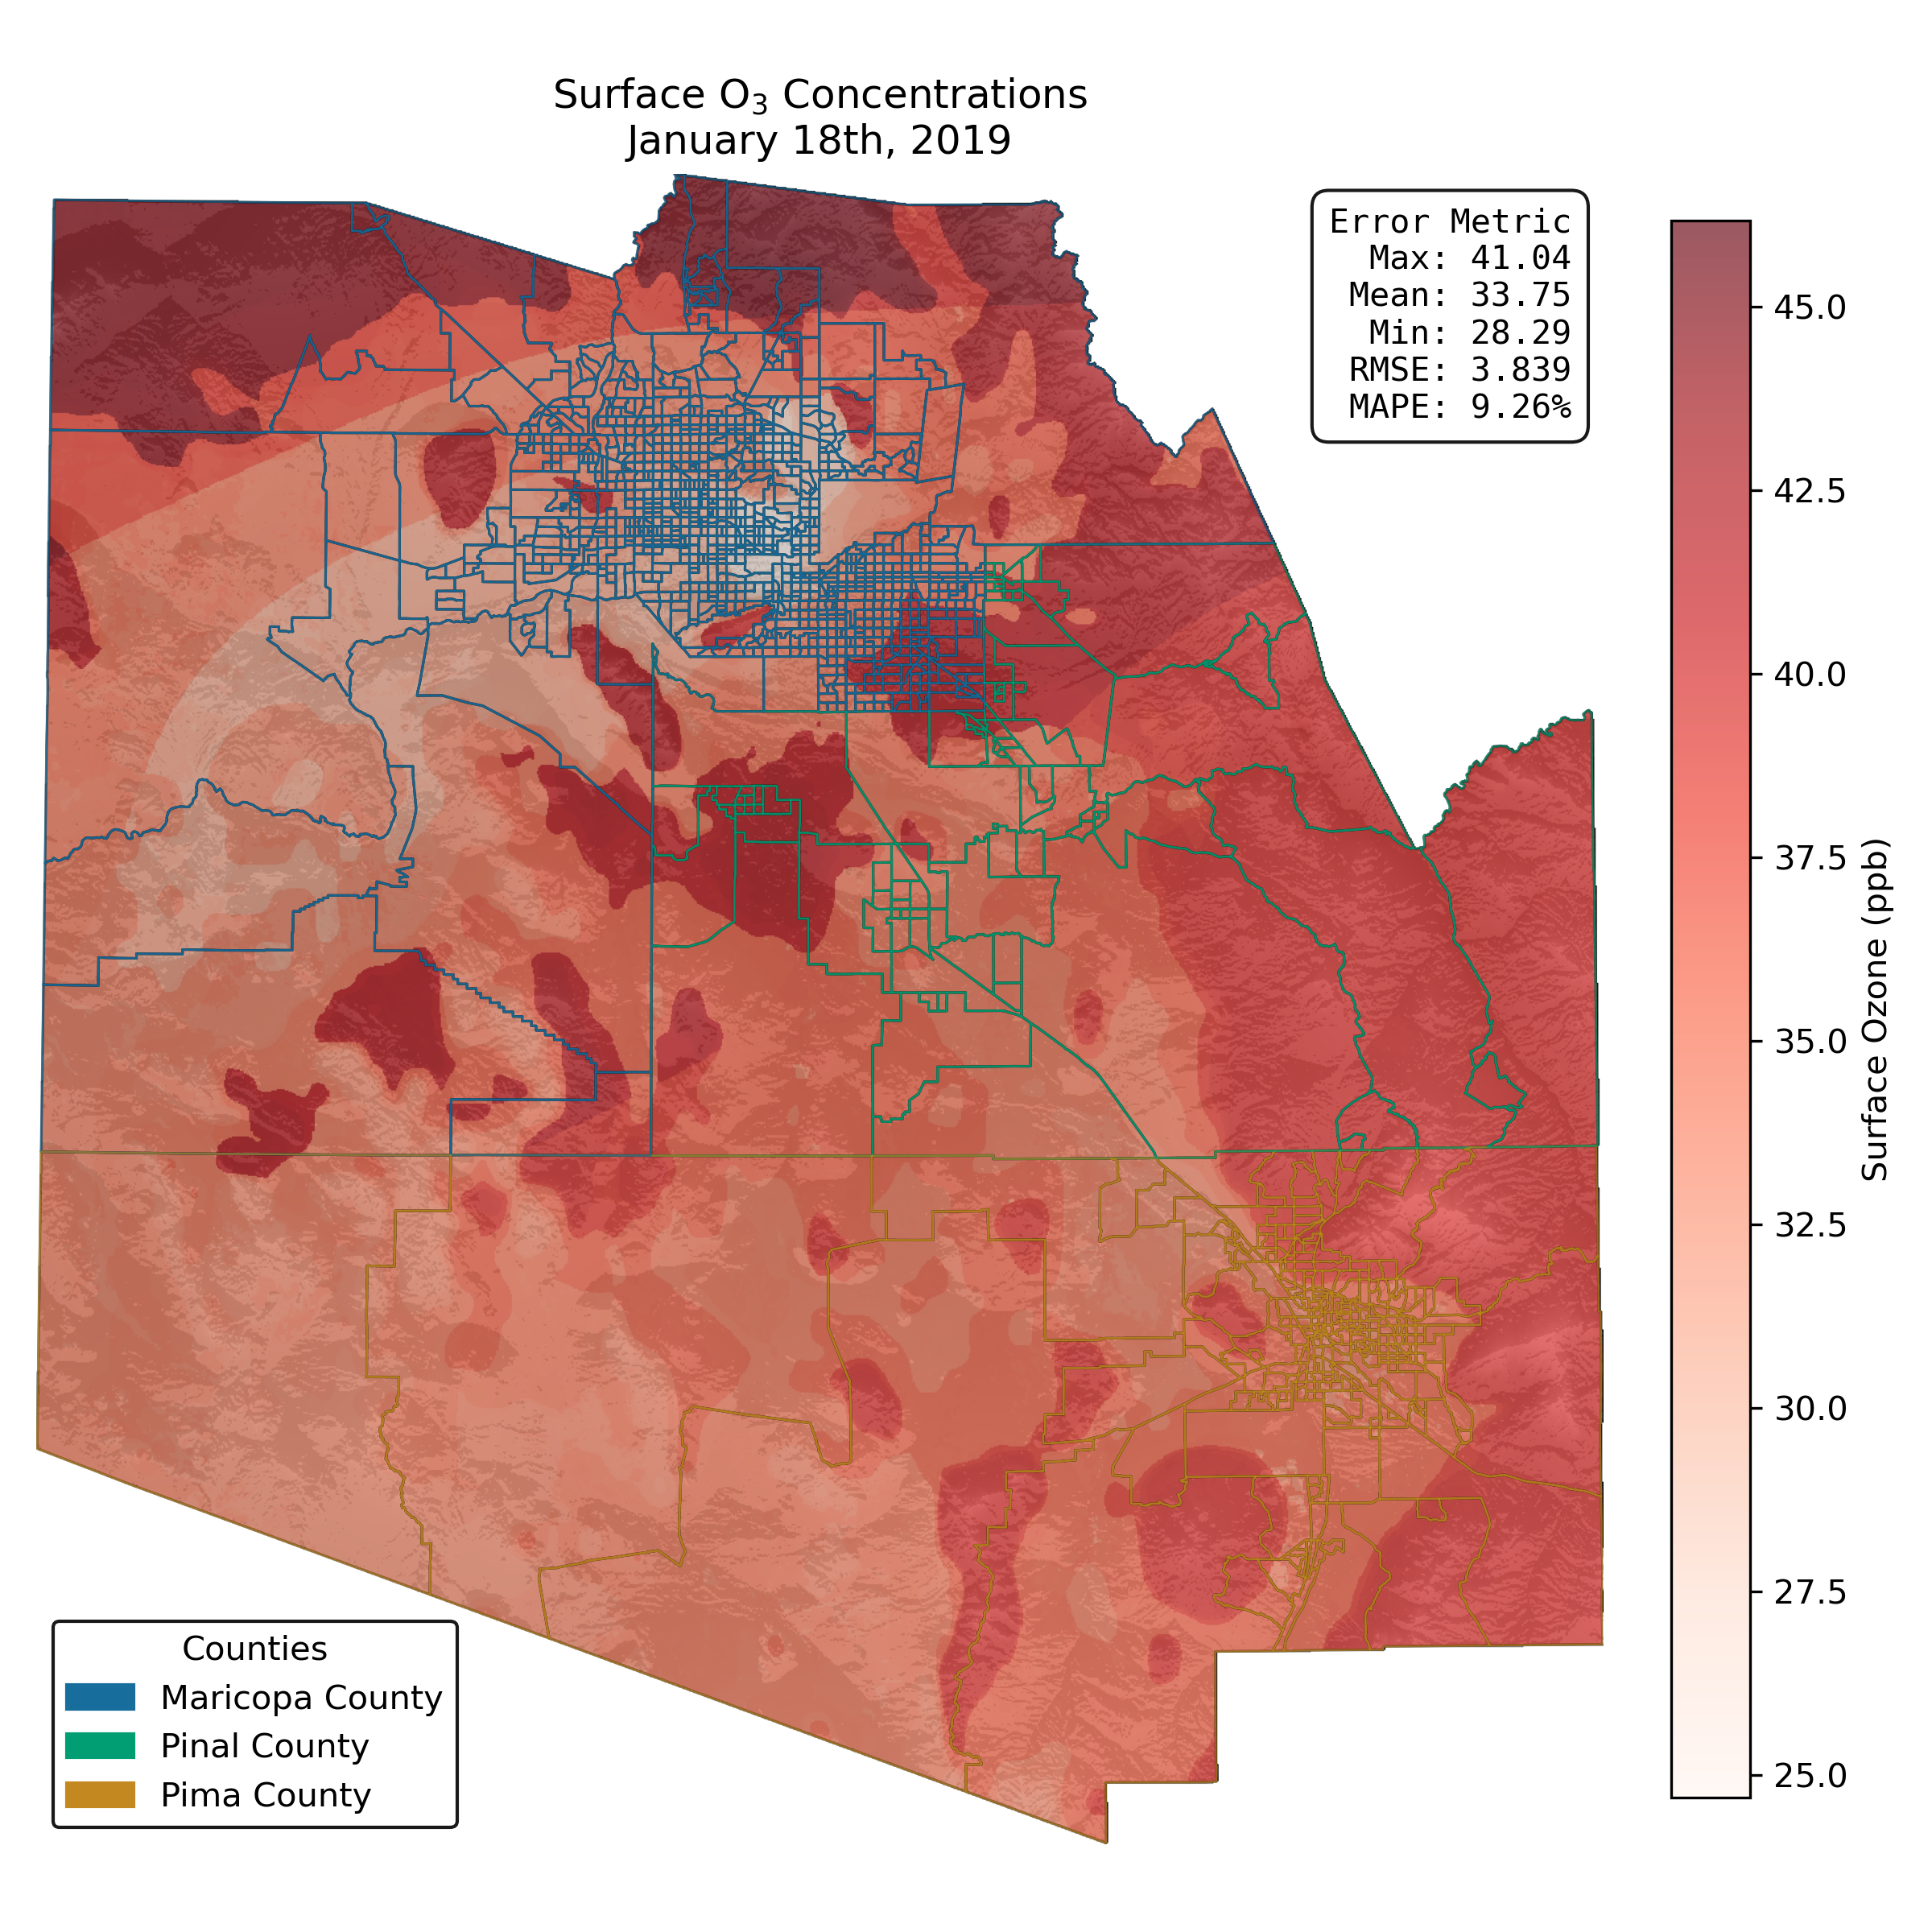 Surface O₃ Concentrations
January 18th, 2019
Error Metric
Max: 41.04
Mean: 33.75
Min: 28.29
RMSE: 3.839
MAPE: 9.26%
45.0
42.5
40.0
37.5
35.0
32.5
30.0
27.5
25.0
Surface Ozone (ppb)
Counties
Maricopa County
Pinal County
Pima County